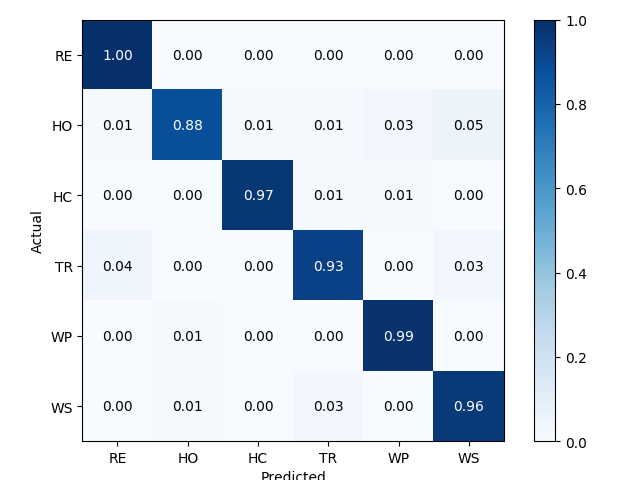 RE 1.00 0.00 0.00 0.00 0.00 0.00
HO 0.01 0.88 0.01 0.01 0.03 0.05
HC 0.00 0.00 0.97 0.01 0.01 0.00
TR 0.04 0.00 0.00 0.93 0.00 0.03
WP 0.00 0.01 0.00 0.00 0.99 0.00
WS 0.00 0.01 0.00 0.03 0.00 0.96
RE HO HC TR WP WS
Predicted
Actual
1.0
0.8
0.6
0.4
0.2
0.0